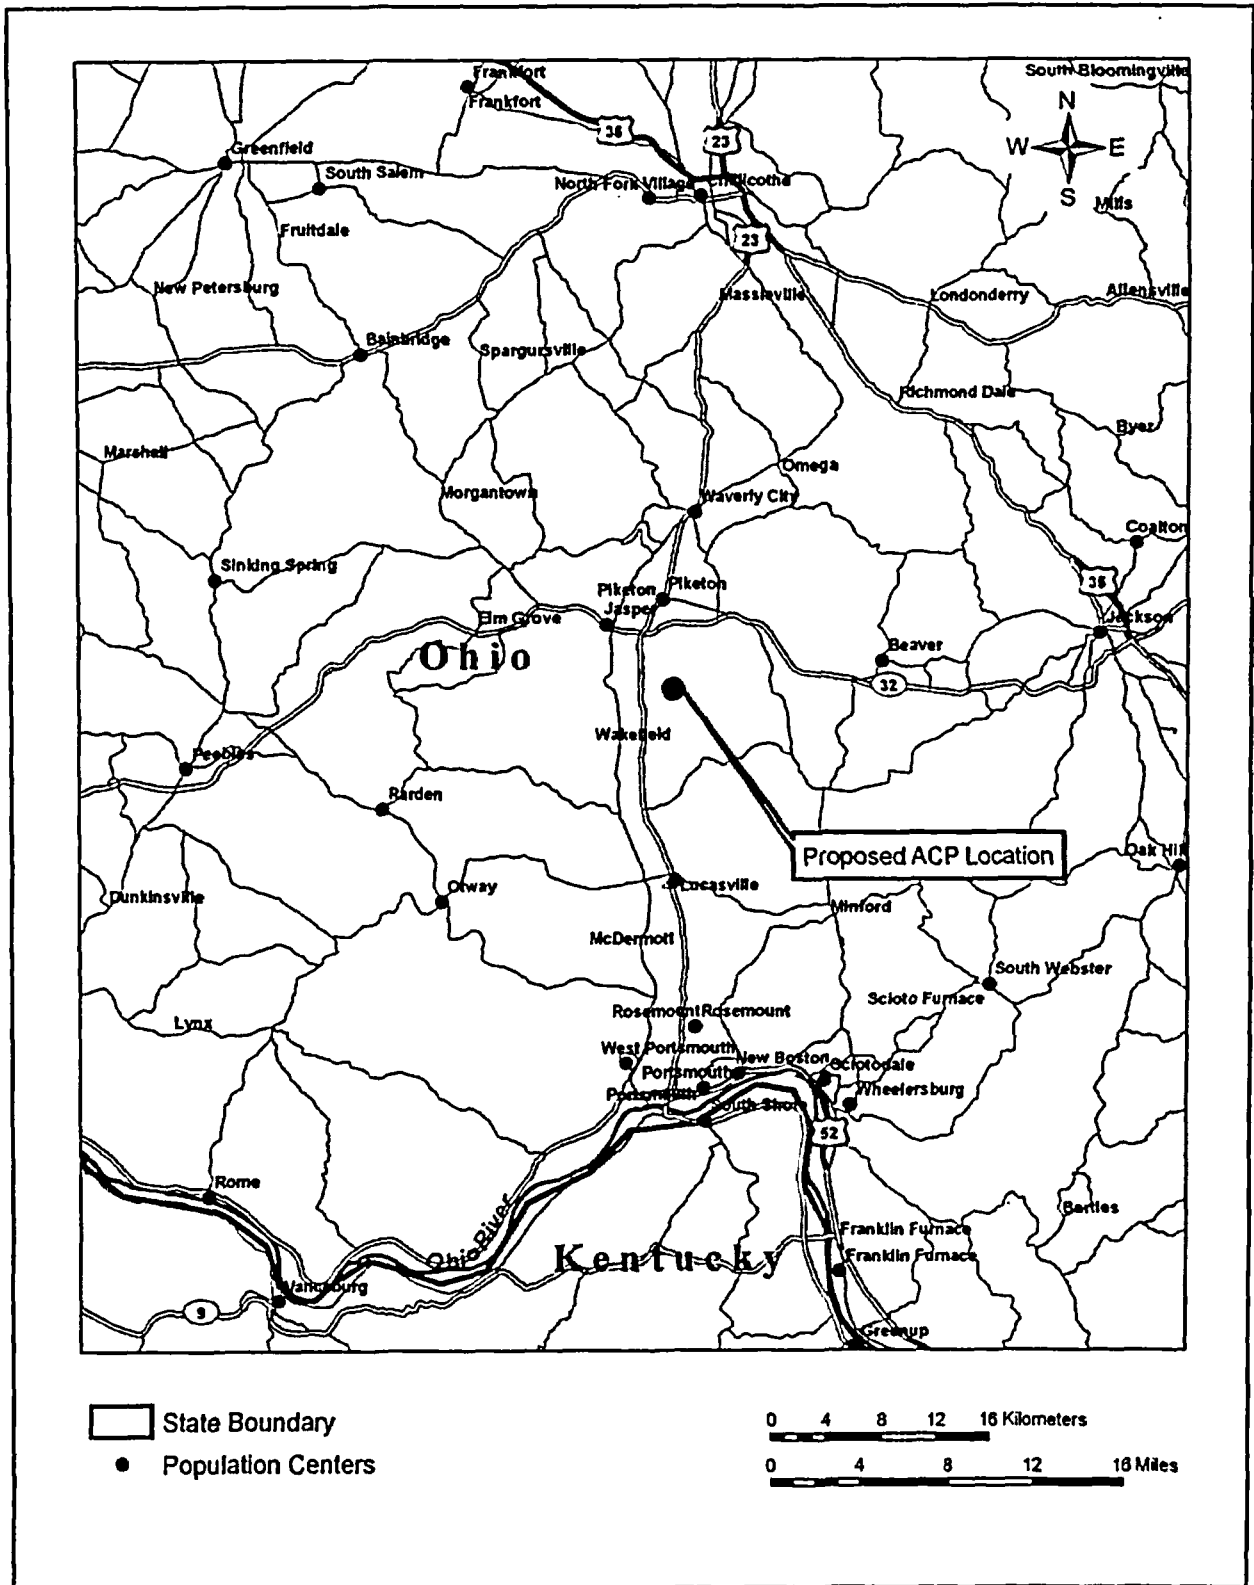 Frankfort
South Bloomingville
Frankfort
N
35
23
W
E
Greenfield
South Salem
North Fork Village
Chillicothe
S
Mills
Fruitdale
23
New Petersburg
Massieville
Londonderry
Allensville
Bainbridge
Spargursville
Richmond Dale
Byer
Marshall
Omega
Morgantown
Waverly City
Coalton
Sinking Spring
Piketon
Piketon
35
Jasper
Elm Grove
Jackson
Ohio
Beaver
32
Wakefield
Peebles
Rarden
Proposed ACP Location
Oak Hill
Otway
Lucasville
Dunkinsville
Minford
McDermott
South Webster
Scioto Furnace
Rosemount
Rosemount
Lynx
West Portsmouth
New Boston
Sciotodale
Portsmouth
Wheelersburg
Portsmouth
South Shore
52
Rome
Barties
Ohio River
Franklin Furnace
Kentucky
Franklin Furnace
Vanceburg
9
Greenup
State Boundary
0 4 8 12 16 Kilometers
Population Centers
0 4 8 12 16 Miles